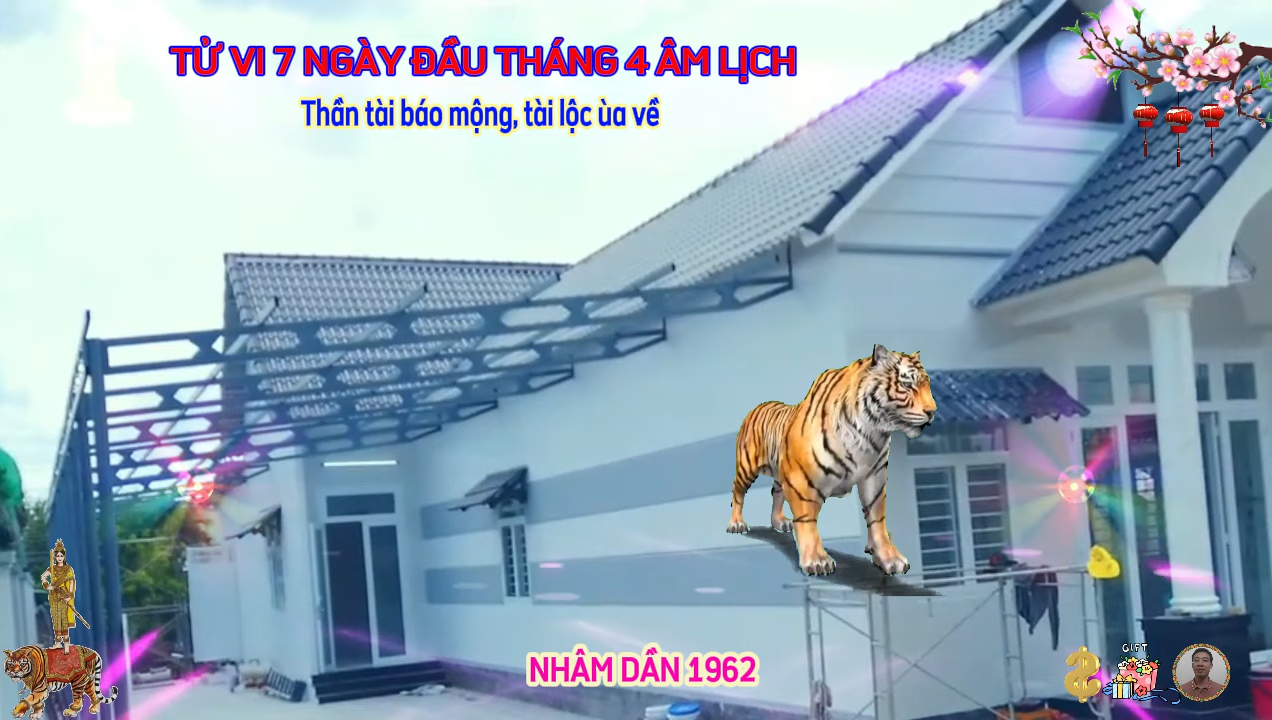 TỬ VI 7 NGÀY ĐẦU THÁNG 4 ÂM LỊCH
Thần tài báo mộng, tài lộc ùa về
NHÂM DẦN 1962
GIFT